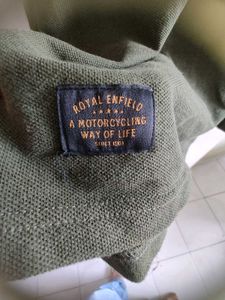 ROYAL ENFIELD
A MOTORCYCLING
WAY OF LIFE
SINCE 1901